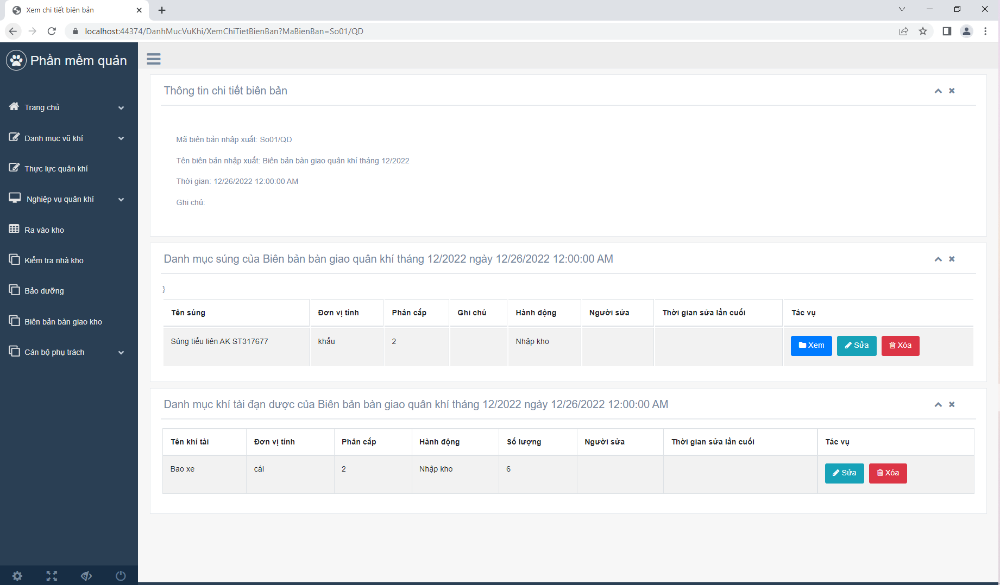 Xem chi tiết biên bản
localhost:44374/DanhMucVuKhi/XemChiTietBienBan?MaBienBan=So01/QD
Phần mềm quản
Trang chủ
Danh mục vũ khí
Thực lực quân khí
Nghiệp vụ quân khí
Ra vào kho
Kiểm tra nhà kho
Bảo dưỡng
Biên bản bàn giao kho
Cán bộ phụ trách
Thông tin chi tiết biên bản
Mã biên bản nhập xuất: So01/QD
Tên biên bản nhập xuất: Biên bản bàn giao quân khí tháng 12/2022
Thời gian: 12/26/2022 12:00:00 AM
Ghi chú:
Danh mục súng của Biên bản bàn giao quân khí tháng 12/2022 ngày 12/26/2022 12:00:00 AM
}
Tên súng Đơn vị tính Phân cấp Ghi chú Hành động Người sửa Thời gian sửa lần cuối Tác vụ
Súng tiểu liên AK ST317677 khẩu 2 Nhập kho Xem Sửa Xóa
Danh mục khí tài đạn dược của Biên bản bàn giao quân khí tháng 12/2022 ngày 12/26/2022 12:00:00 AM
Tên khí tài Đơn vị tính Phân cấp Hành động Số lượng Người sửa Thời gian sửa lần cuối Tác vụ
Bao xe cái 2 Nhập kho 6 Sửa Xóa